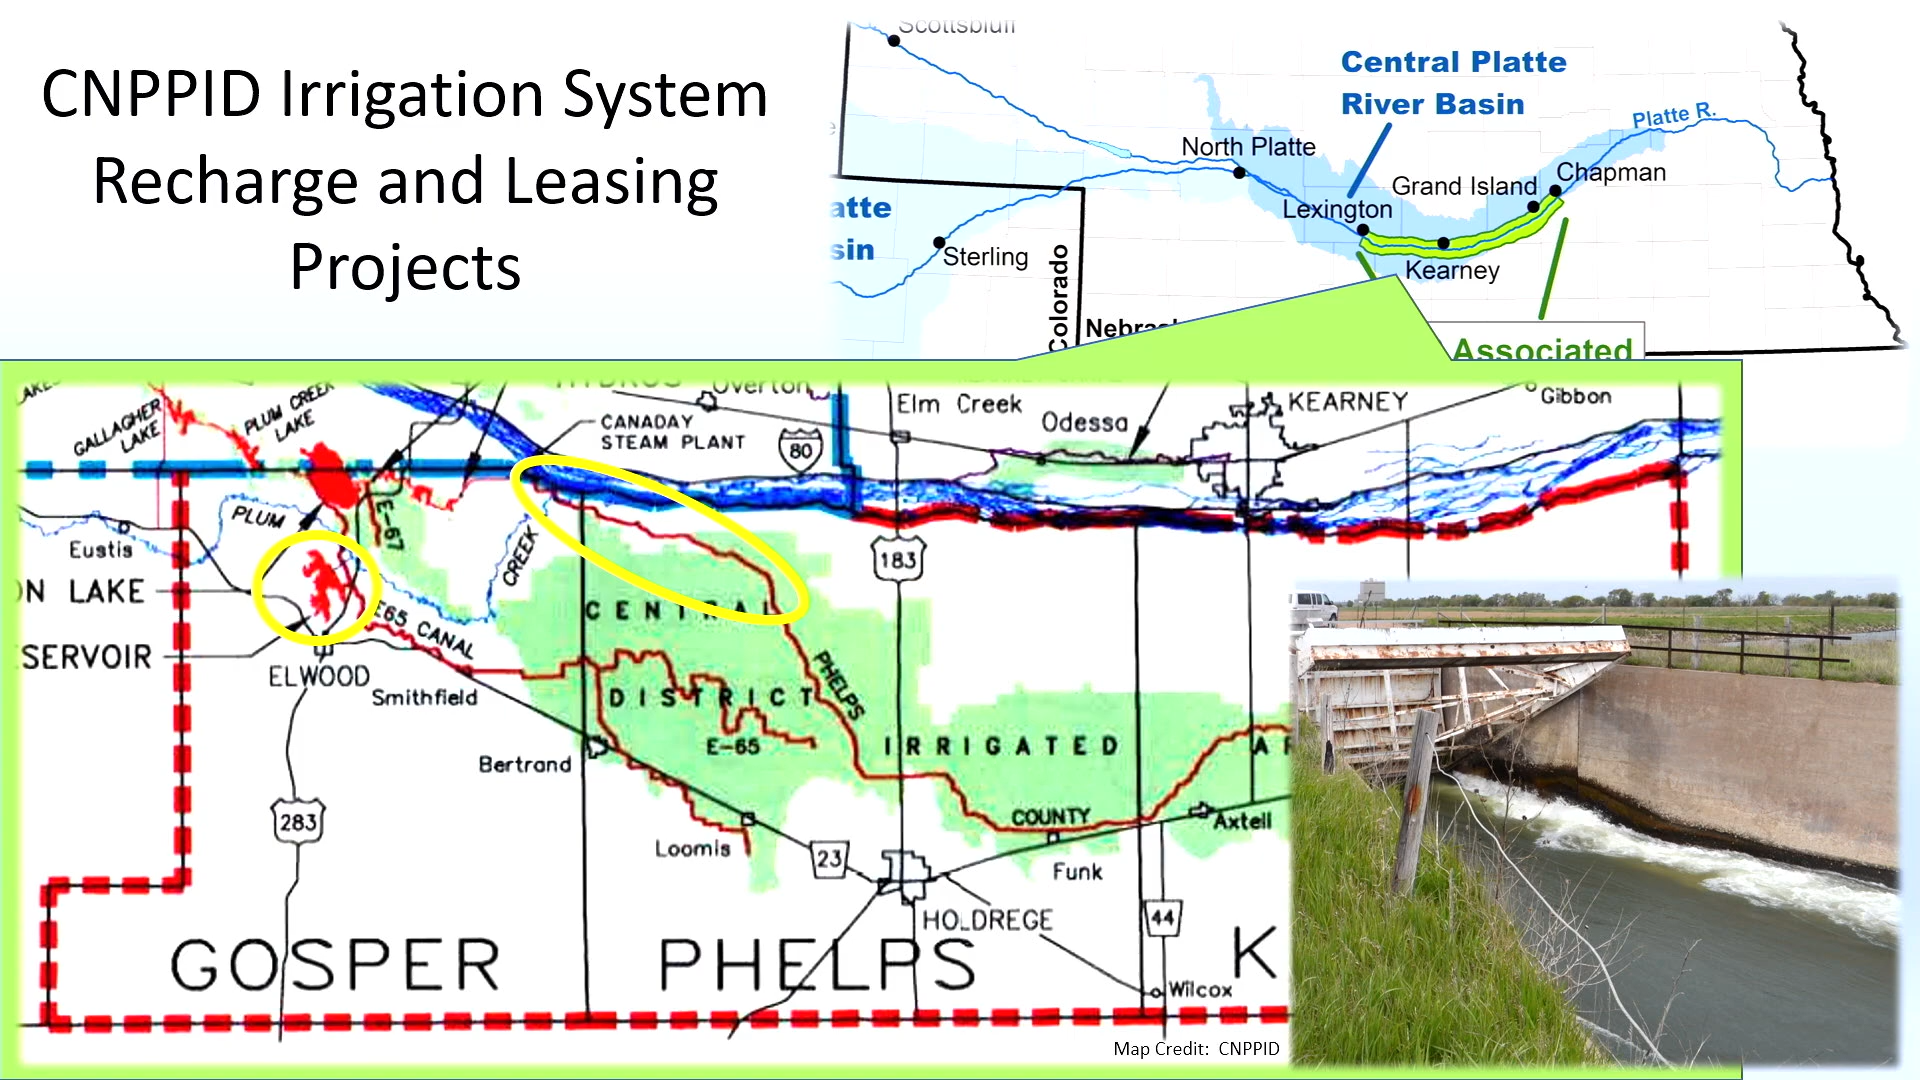 CNPPID Irrigation System
Recharge and Leasing
Projects
Scottsbluff
Central Platte
River Basin
Platte R.
North Platte
Chapman
Grand Island
Lexington
Kearney
Sterling
Colorado
Associated
GALLAGHER
LAKE
PLUM CREEK
LAKE
Overton
CANADAY
STEAM PLANT
80
Elm Creek
Odessa
KEARNEY
Gibbon
PLUM
CREEK
E-67
Eustis
LAKE
E65 CANAL
ELWOOD
Smithfield
183
CENTRAL
DISTRICT
IRRIGATED
PHELPS
COUNTY
E-65
Bertrand
283
Loomis
23
Funk
Axtell
HOLDREGE
44
Wilcox
GOSPER
PHELPS
K
Map Credit: CNPPID